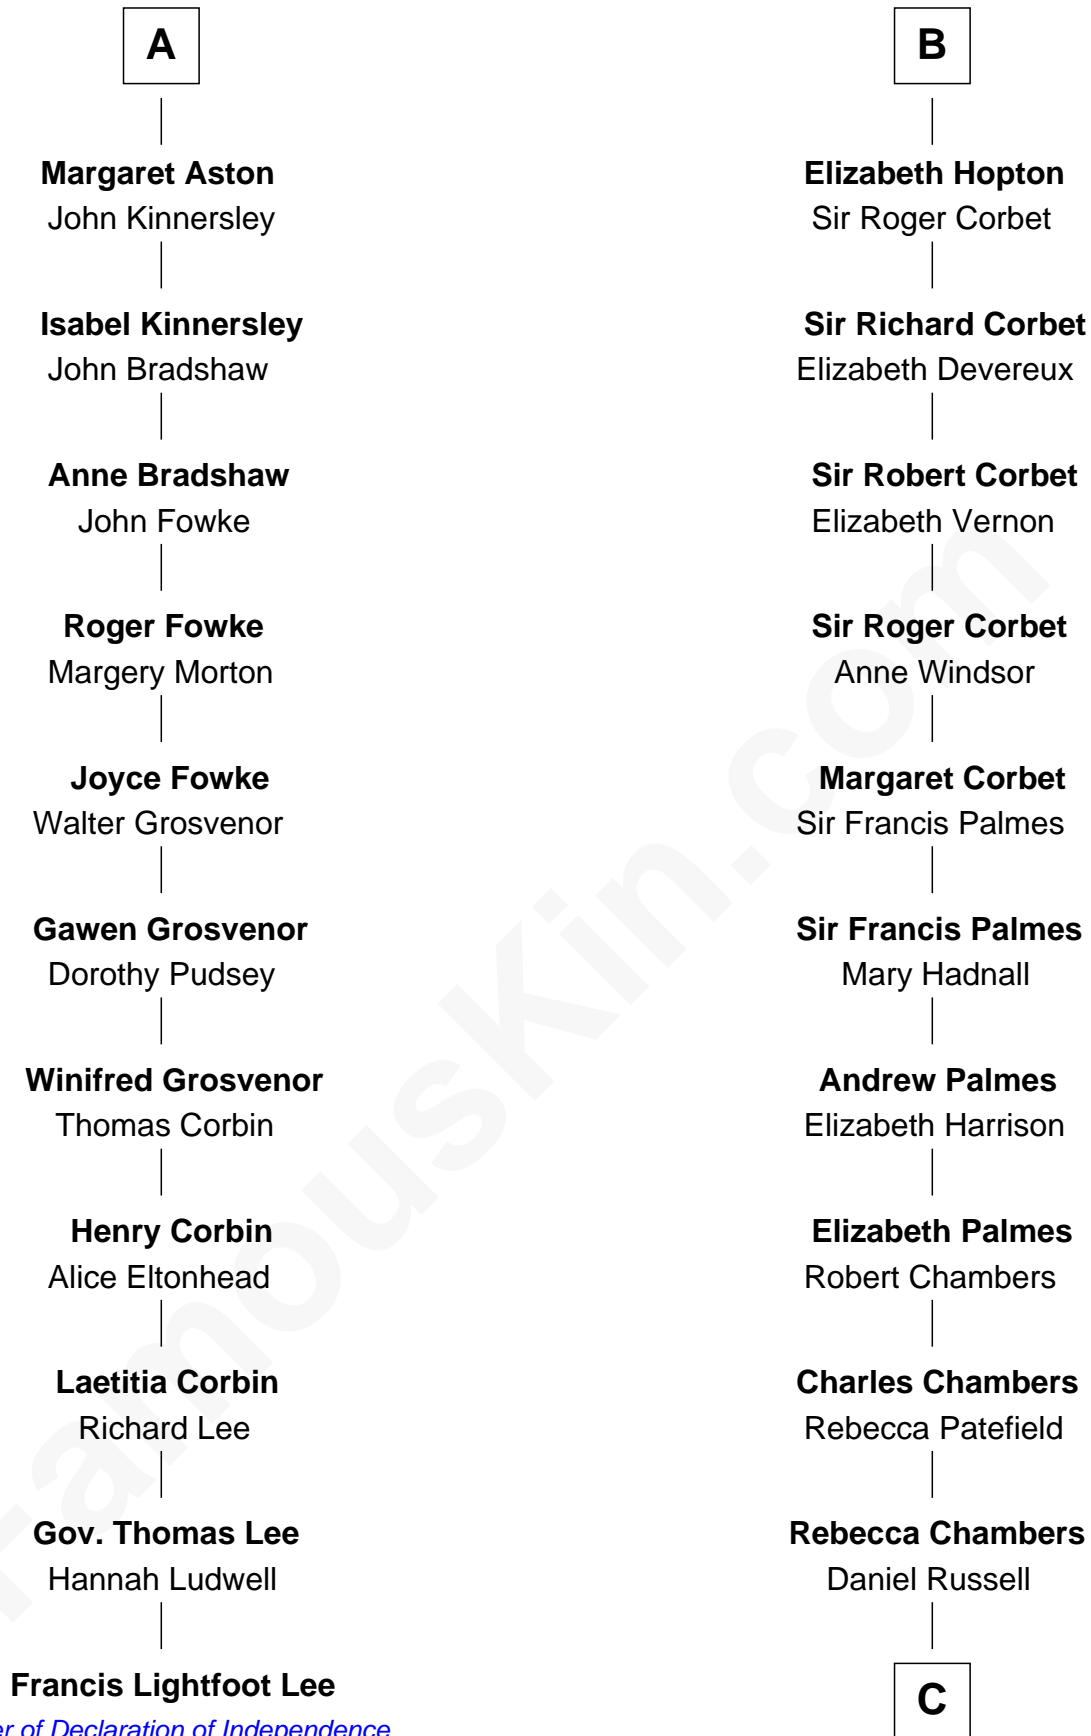 A
Margaret Aston
John Kinnersley
Isabel Kinnersley
John Bradshaw
Anne Bradshaw
John Fowke
Roger Fowke
Margery Morton
Joyce Fowke
Walter Grosvenor
Gawen Grosvenor
Dorothy Pudsey
Winifred Grosvenor
Thomas Corbin
Henry Corbin
Alice Eltonhead
Laetitia Corbin
Richard Lee
Gov. Thomas Lee
Hannah Ludwell
Francis Lightfoot Lee
of Declaration of Independence
B
Elizabeth Hopton
Sir Roger Corbet
Sir Richard Corbet
Elizabeth Devereux
Sir Robert Corbet
Elizabeth Vernon
Sir Roger Corbet
Anne Windsor
Margaret Corbet
Sir Francis Palmes
Sir Francis Palmes
Mary Hadnall
Andrew Palmes
Elizabeth Harrison
Elizabeth Palmes
Robert Chambers
Charles Chambers
Rebecca Patefield
Rebecca Chambers
Daniel Russell
C
FamousKin.com